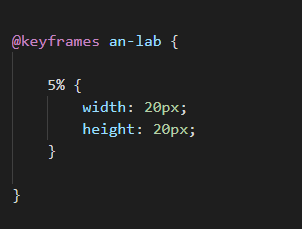 @keyframes an-lab {
5% {
width: 20px;
height: 20px;
}
}